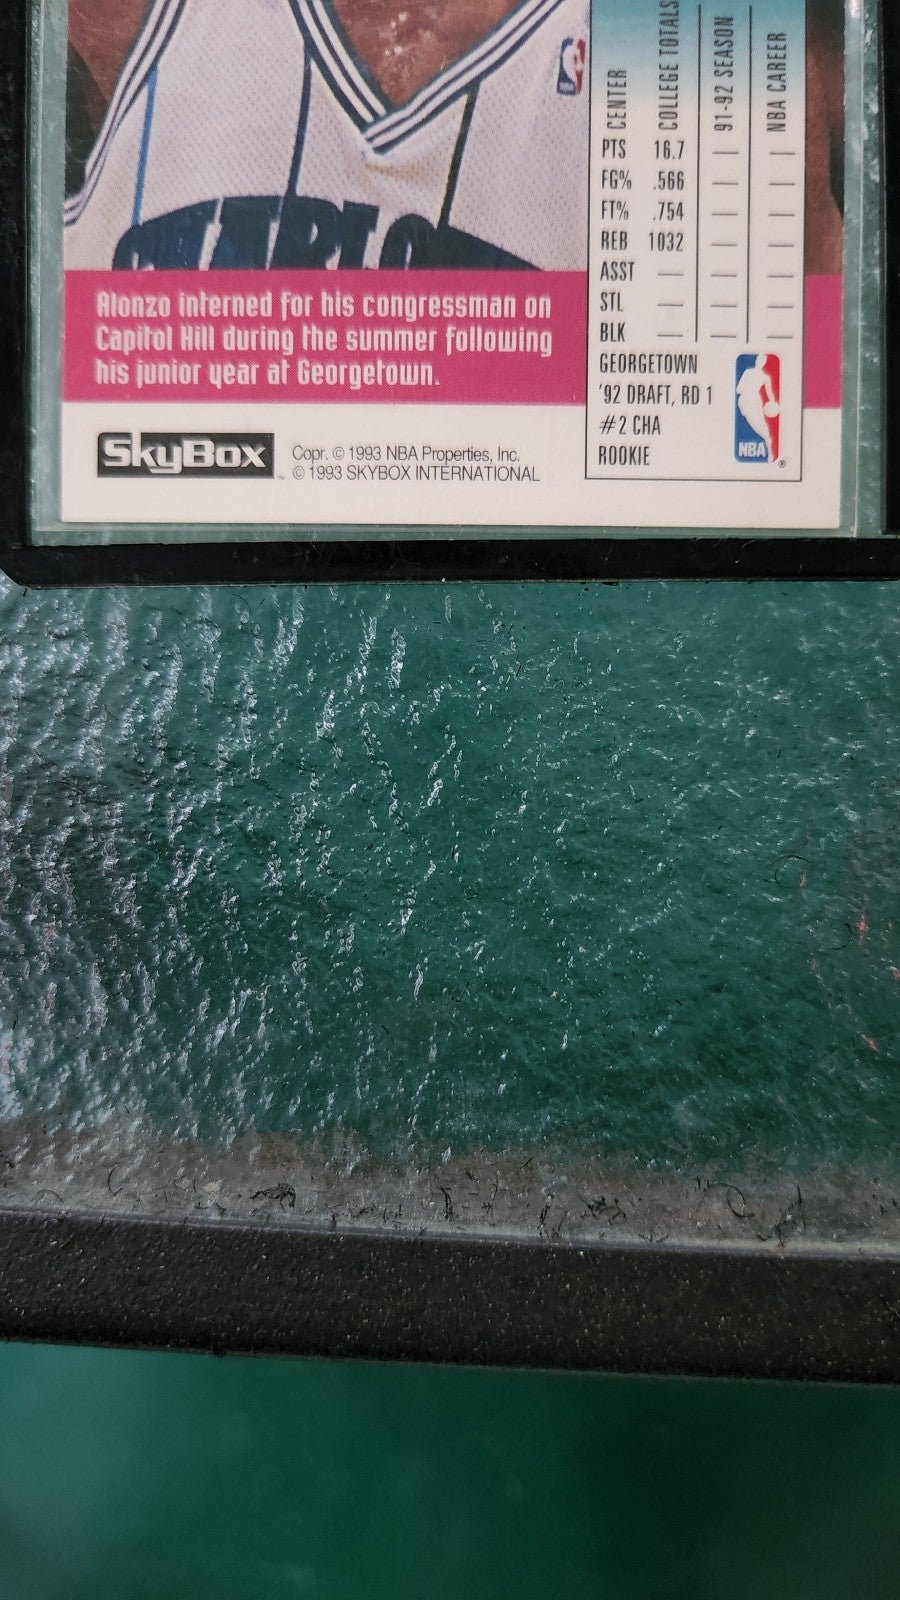 CHARLO
Alonzo interned for his congressman on
Capitol Hill during the summer following
his junior year at Georgetown.
SkyBox
Copr. © 1993 NBA Properties, Inc.
© 1993 SKYBOX INTERNATIONAL
CENTER COLLEGE TOTALS 91-92 SEASON NBA CAREER
PTS 16.7 — —
FG% .566 — —
FT% .754 — —
REB 1032 — —
ASST — — —
STL — — —
BLK — — —
GEORGETOWN
'92 DRAFT, RD 1
#2 CHA
ROOKIE
NBA